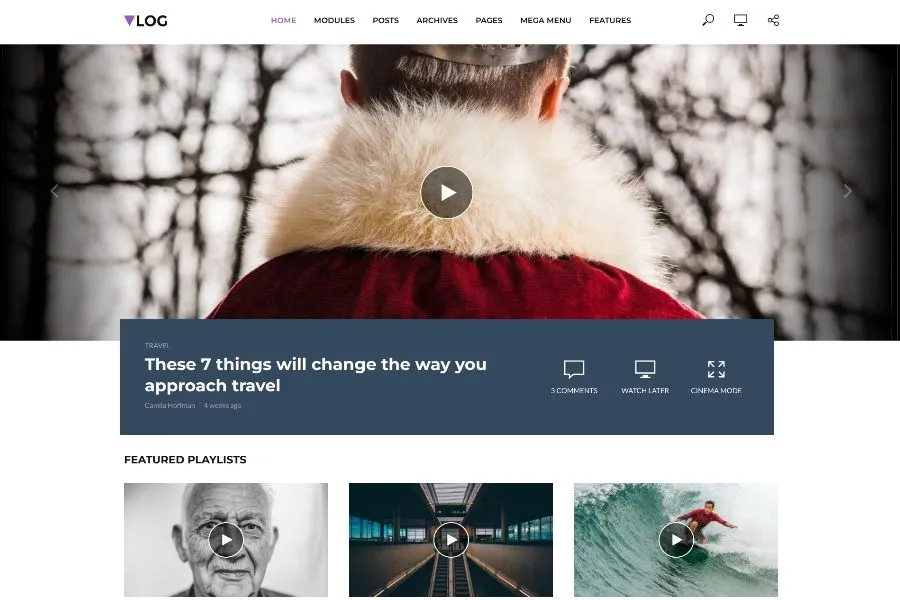 VLOG
HOME MODULES POSTS ARCHIVES PAGES MEGA MENU FEATURES
TRAVEL
These 7 things will change the way you
approach travel
Camila Hoffman 4 weeks ago
3 COMMENTS WATCH LATER CINEMA MODE
FEATURED PLAYLISTS